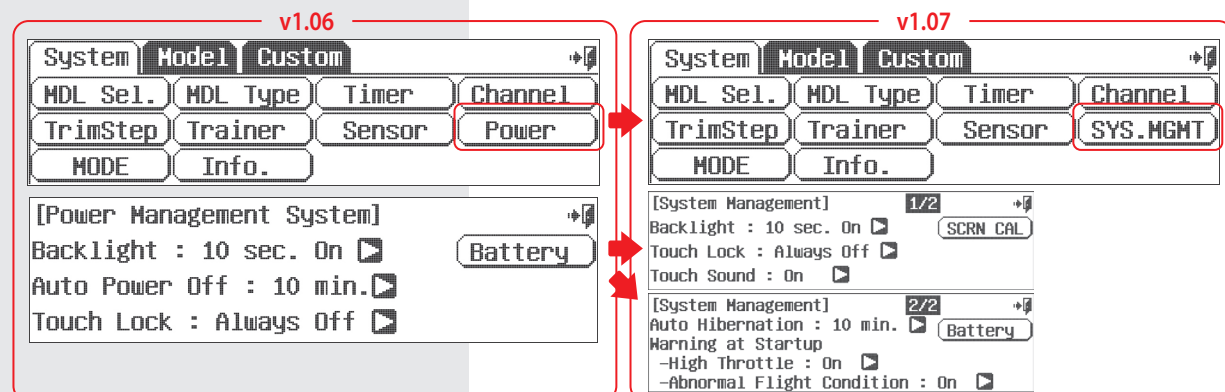 v1.06
System Model Custom
MDL Sel. MDL Type Timer Channel
TrimStep Trainer Sensor Power
MODE Info.
[Power Management System]
Backlight : 10 sec. On
Battery
Auto Power Off : 10 min.
Touch Lock : Always Off
v1.07
System Model Custom
MDL Sel. MDL Type Timer Channel
TrimStep Trainer Sensor SYS.MGMT
MODE Info.
[System Management] 1/2
Backlight : 10 sec. On
SCRN CAL
Touch Lock : Always Off
Touch Sound : On
[System Management] 2/2
Auto Hibernation : 10 min.
Battery
Warning at Startup
-High Throttle : On
-Abnormal Flight Condition : On